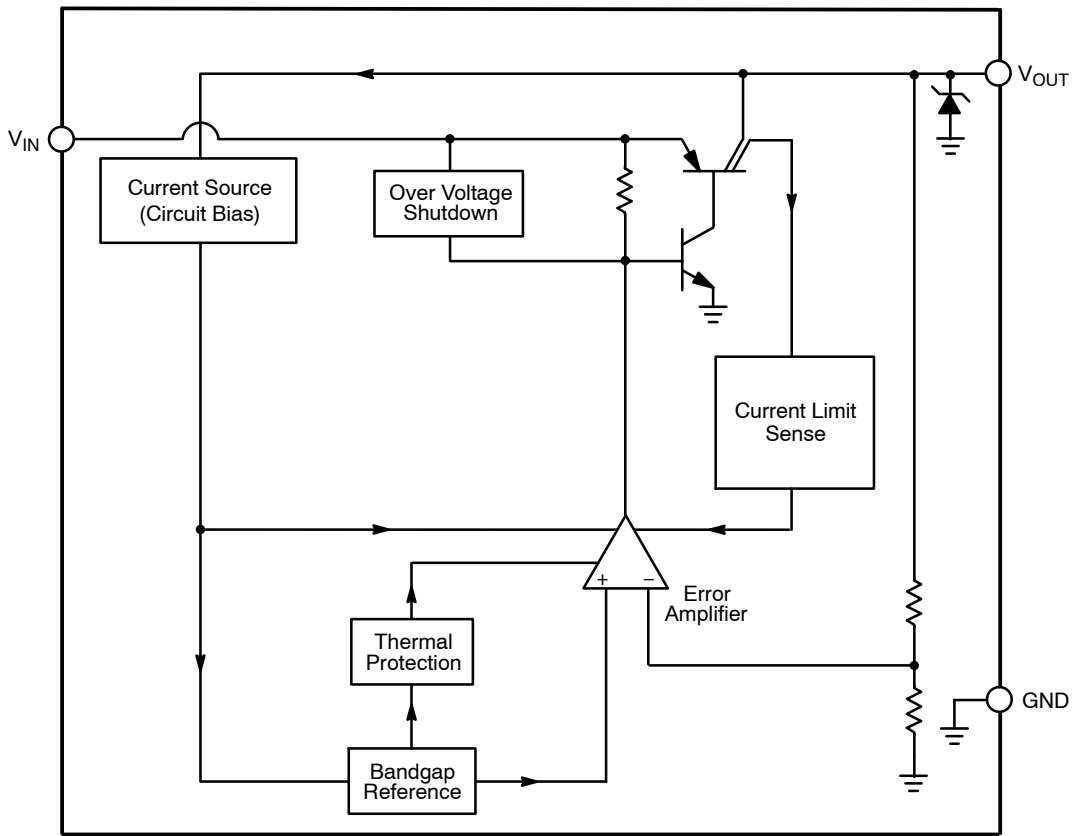 V_OUT
V_IN
Current Source
(Circuit Bias)
Over Voltage
Shutdown
Current Limit
Sense
+ −
Error
Amplifier
Thermal
Protection
GND
Bandgap
Reference